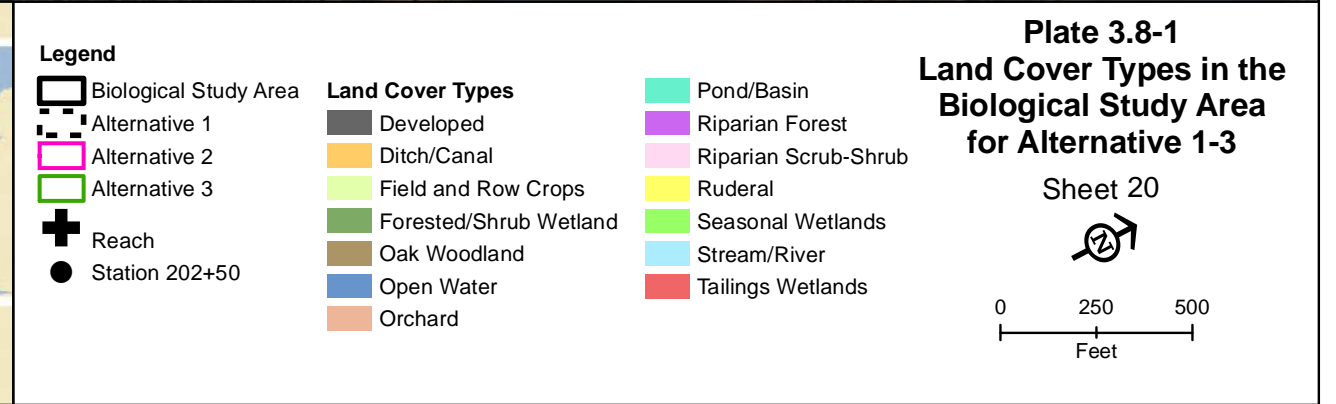 Legend
Biological Study Area
Alternative 1
Alternative 2
Alternative 3
Reach
Station 202+50
Land Cover Types
Developed
Ditch/Canal
Field and Row Crops
Forested/Shrub Wetland
Oak Woodland
Open Water
Orchard
Pond/Basin
Riparian Forest
Riparian Scrub-Shrub
Ruderal
Seasonal Wetlands
Stream/River
Tailings Wetlands
Plate 3.8-1
Land Cover Types in the
Biological Study Area
for Alternative 1-3
Sheet 20
N
0 250 500
Feet